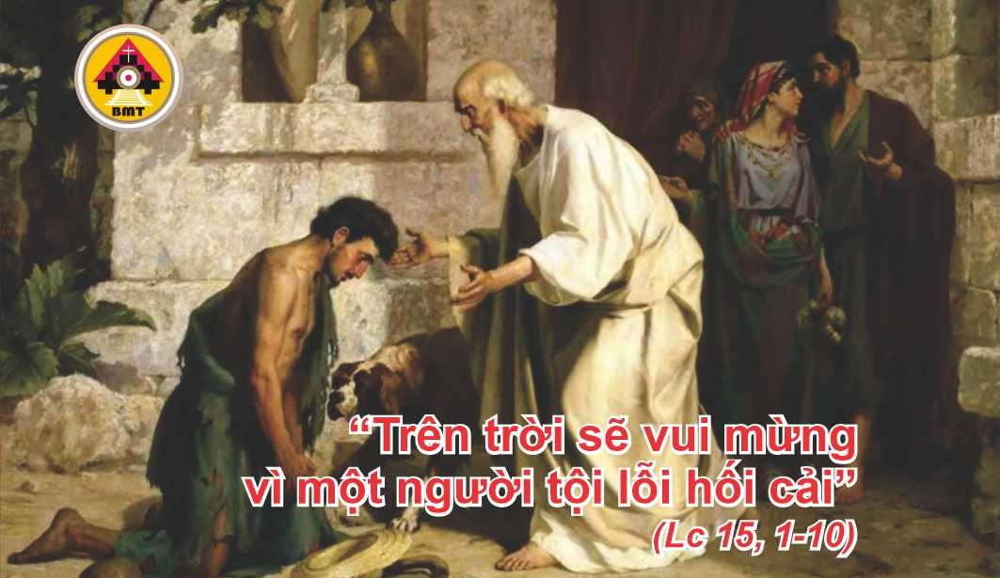 BMT
“Trên trời sẽ vui mừng
vì một người tội lỗi hối cải”
(Lc 15, 1-10)